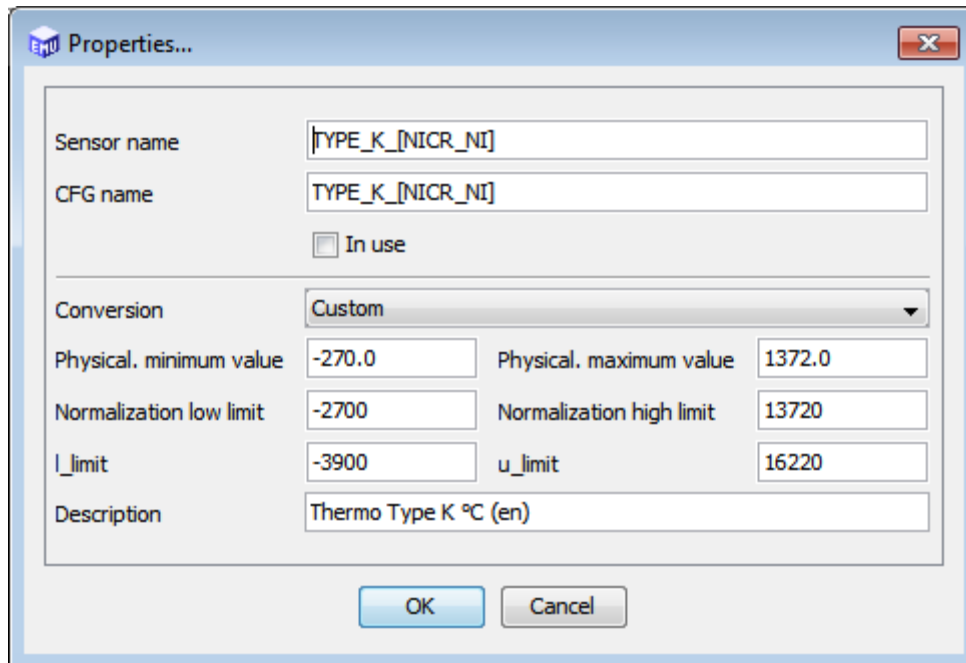 EMU Properties...
Sensor name TYPE_K_[NICR_NI]
CFG name TYPE_K_[NICR_NI]
In use
Conversion Custom
Physical. minimum value -270.0 Physical. maximum value 1372.0
Normalization low limit -2700 Normalization high limit 13720
l_limit -3900 u_limit 16220
Description Thermo Type K °C (en)
OK Cancel